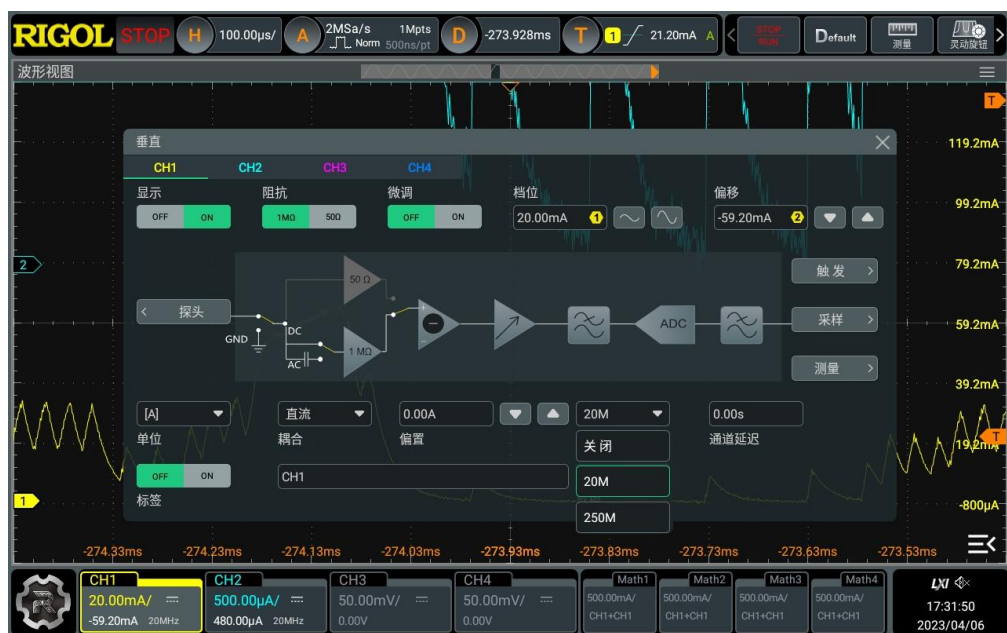 RIGOL STOP H 100.00μs/ A 2MSa/s 1Mpts Norm 500ns/pt D -273.928ms T 1 21.20mA A STOP RUN Default 测量 灵动旋钮
波形视图
T
垂直
119.2mA
CH1 CH2 CH3 CH4
显示 阻抗 微调 档位 偏移
OFF ON 1MΩ 50Ω OFF ON 20.00mA 1 -59.20mA 2
99.2mA
2 79.2mA
触发
50 Ω
探头 采样
DC ADC 59.2mA
GND
1 MΩ
AC 测量
39.2mA
[A] 直流 0.00A 20M 0.00s
单位 耦合 偏置 关闭 通道延迟
19.2mA T
OFF ON CH1 20M
标签
1 -800μA
250M
-274.33ms -274.23ms -274.13ms -274.03ms -273.93ms -273.83ms -273.73ms -273.63ms -273.53ms
CH1 CH2 CH3 CH4 Math1 Math2 Math3 Math4 LXI
20.00mA/ 500.00μA/ 50.00mV/ 50.00mV/ 500.00mA/ 500.00mA/ 500.00mA/ 500.00mA/
17:31:50
-59.20mA 20MHz 480.00μA 20MHz 0.00V 0.00V CH1+CH1 CH1+CH1 CH1+CH1 CH1+CH1
2023/04/06